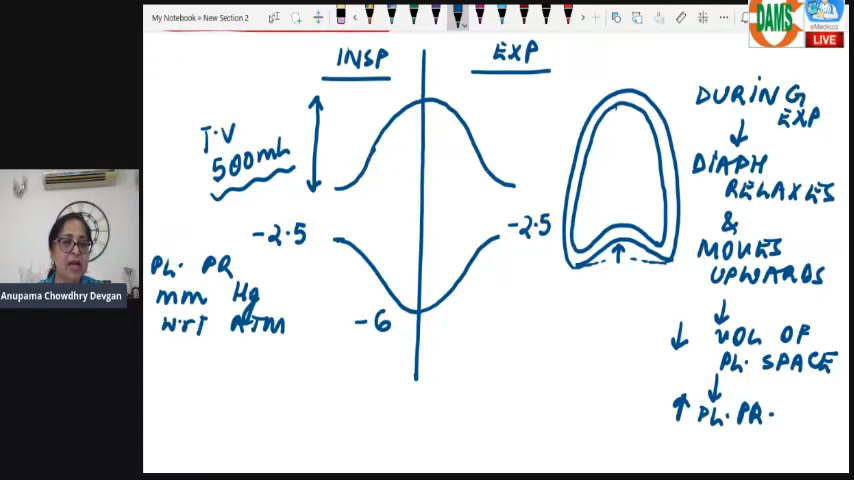 My Notebook » New Section 2
DAMS
eMedicoz
LIVE
INSP
EXP
T.V
500mL
-2.5
-2.5
-6
PL. PR
mm Hg
w.r.t ATM
DURING
EXP
DIAPH
RELAXES
&
MOVES
UPWARDS
↓ VOL OF
PL. SPACE
↑ PL. PR.
Anupama Chowdhry Devgan